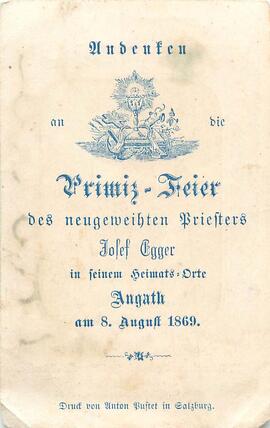 Andenken
an die
Primiz-Feier
des neugeweihten Priesters
Josef Egger
in seinem Heimats-Orte
Angath
am 8. August 1869.
Druck von Anton Pustet in Salzburg.